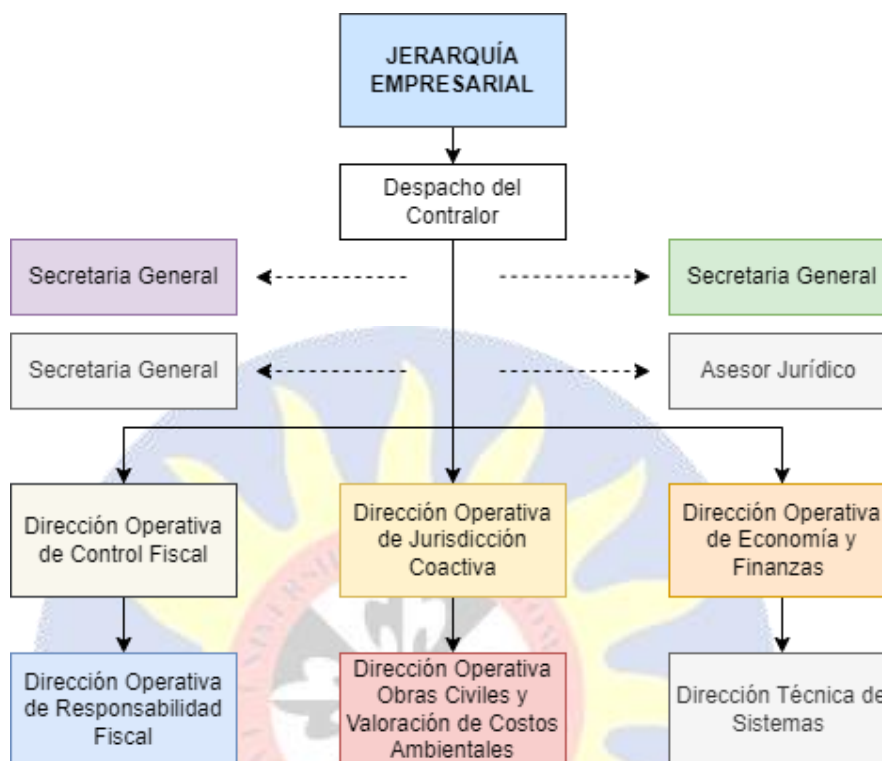 JERARQUÍA
EMPRESARIAL
Despacho del
Contralor
Secretaria General
Secretaria General
Secretaria General
Asesor Jurídico
Dirección Operativa
de Control Fiscal
Dirección Operativa
de Jurisdicción
Coactiva
Dirección Operativa
de Economía y
Finanzas
Dirección Operativa
de Responsabilidad
Fiscal
Dirección Operativa
Obras Civiles y
Valoración de Costos
Ambientales
Dirección Técnica de
Sistemas